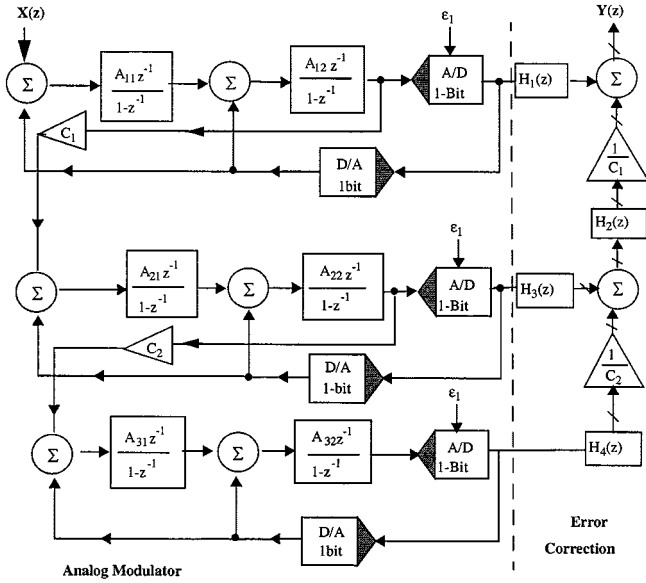 X(z)
ε1
Y(z)
Σ
A11 z-1
1-z-1
Σ
A12 z-1
1-z-1
A/D
1-Bit
H1(z)
Σ
C1
D/A
1bit
1
C1
H2(z)
ε1
Σ
A21 z-1
1-z-1
Σ
A22 z-1
1-z-1
A/D
1-Bit
H3(z)
Σ
C2
D/A
1-bit
1
C2
ε1
Σ
A31 z-1
1-z-1
Σ
A32 z-1
1-z-1
A/D
1-Bit
H4(z)
D/A
1bit
Error
Correction
Analog Modulator